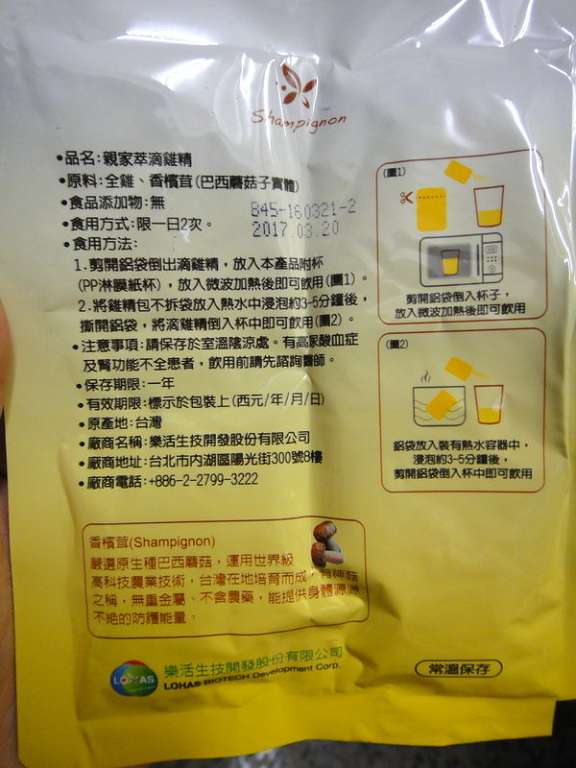 Shampignon
•品名:親家萃滴雞精
•原料:全雞、香檳茸(巴西蘑菇子實體)
•食品添加物:無
845-160321-2
•食用方式:限一日2次。
2017.03.20
•食用方法:
1.剪開鋁袋倒出滴雞精，放入本產品附杯
(PP淋膜紙杯)，放入微波加熱後即可飲用(圖1)。
2.將雞精包不拆袋放入熱水中浸泡約3-5分鐘後，
撕開鋁袋，將滴雞精倒入杯中即可飲用(圖2)。
•注意事項:請保存於室溫陰涼處。有高尿酸血症
及腎功能不全患者，飲用前請先諮詢醫師。
•保存期限:一年
•有效期限:標示於包裝上(西元/年/月/日)
•原產地:台灣
•廠商名稱:樂活生技開發股份有限公司
•廠商地址:台北市內湖區陽光街300號8樓
•廠商電話:+886-2-2799-3222
(圖1)
剪開鋁袋倒入杯子，
放入微波加熱後即可飲用
(圖2)
鋁袋放入裝有熱水容器中，
浸泡約3-5分鐘後，
剪開鋁袋倒入杯中即可飲用
香檳茸(Shampignon)
嚴選原生種巴西蘑菇，運用世界級
高科技農業技術，台灣在地培育而成，有神菇
之稱，無重金屬、不含農藥，能提供身體源源
不絕的防護能量。
LOHAS
樂活生技開發股份有限公司
LOHAS BIOTECH Development Corp.
常溫保存